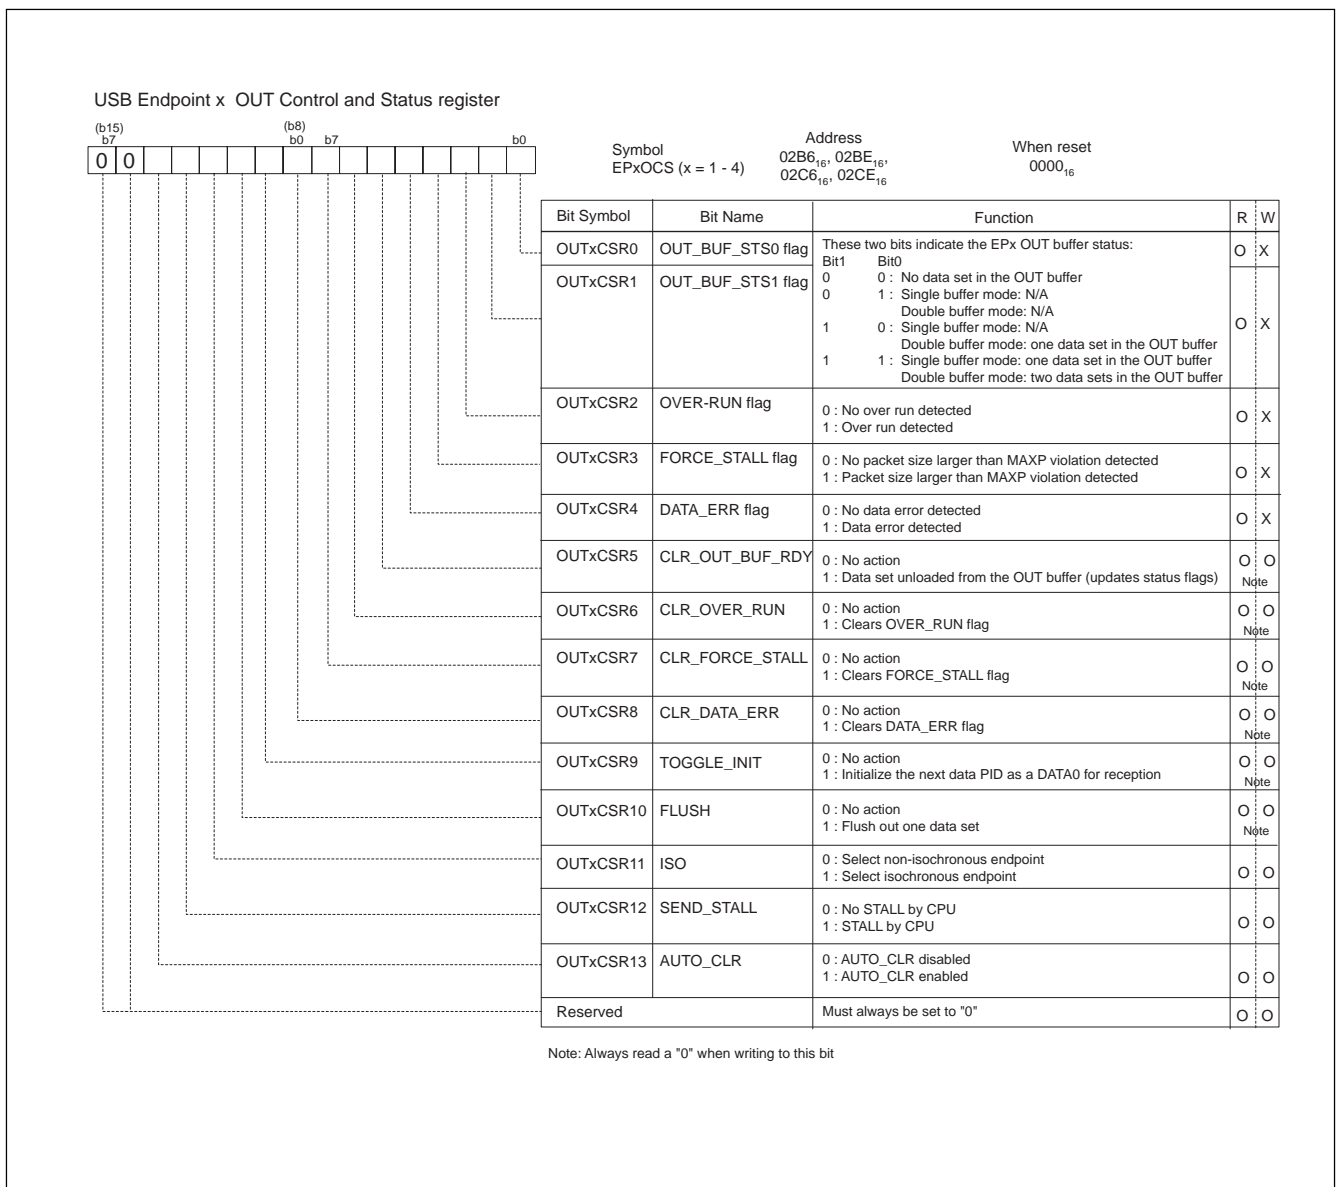 USB Endpoint x OUT Control and Status register
(b15) (b8)
b7 b0 b7 b0
0 0
Symbol Address When reset
EPxOCS (x = 1 - 4) 02B6₁₆, 02BE₁₆, 0000₁₆
02C6₁₆, 02CE₁₆
Bit Symbol Bit Name Function R W
OUTxCSR0 OUT_BUF_STS0 flag These two bits indicate the EPx OUT buffer status: O X
Bit1 Bit0
OUTxCSR1 OUT_BUF_STS1 flag 0 0 : No data set in the OUT buffer O X
0 1 : Single buffer mode: N/A
Double buffer mode: N/A
1 0 : Single buffer mode: N/A
Double buffer mode: one data set in the OUT buffer
1 1 : Single buffer mode: one data set in the OUT buffer
Double buffer mode: two data sets in the OUT buffer
OUTxCSR2 OVER-RUN flag 0 : No over run detected O X
1 : Over run detected
OUTxCSR3 FORCE_STALL flag 0 : No packet size larger than MAXP violation detected O X
1 : Packet size larger than MAXP violation detected
OUTxCSR4 DATA_ERR flag 0 : No data error detected O X
1 : Data error detected
OUTxCSR5 CLR_OUT_BUF_RDY 0 : No action O O
1 : Data set unloaded from the OUT buffer (updates status flags) Note
OUTxCSR6 CLR_OVER_RUN 0 : No action O O
1 : Clears OVER_RUN flag Note
OUTxCSR7 CLR_FORCE_STALL 0 : No action O O
1 : Clears FORCE_STALL flag Note
OUTxCSR8 CLR_DATA_ERR 0 : No action O O
1 : Clears DATA_ERR flag Note
OUTxCSR9 TOGGLE_INIT 0 : No action O O
1 : Initialize the next data PID as a DATA0 for reception Note
OUTxCSR10 FLUSH 0 : No action O O
1 : Flush out one data set Note
OUTxCSR11 ISO 0 : Select non-isochronous endpoint O O
1 : Select isochronous endpoint
OUTxCSR12 SEND_STALL 0 : No STALL by CPU O O
1 : STALL by CPU
OUTxCSR13 AUTO_CLR 0 : AUTO_CLR disabled O O
1 : AUTO_CLR enabled
Reserved Must always be set to "0" O O
Note: Always read a "0" when writing to this bit